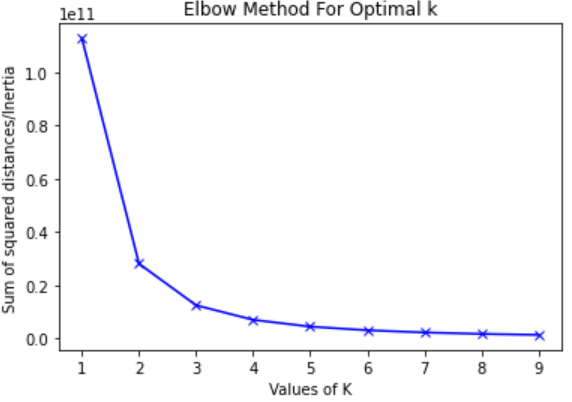 Elbow Method For Optimal k
1e11
1.0
0.8
0.6
0.4
0.2
0.0
Sum of squared distances/Inertia
1 2 3 4 5 6 7 8 9
Values of K